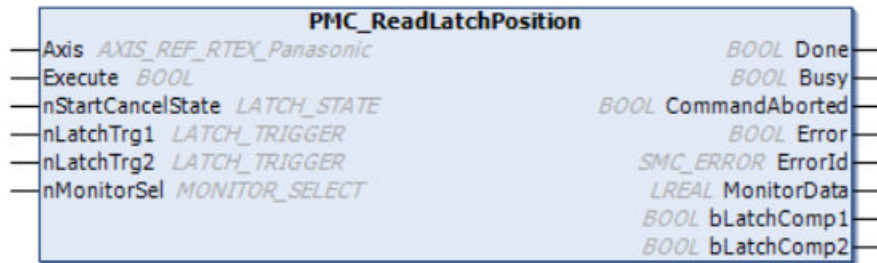 PMC_ReadLatchPosition
Axis AXIS_REF_RTEX_Panasonic BOOL Done
Execute BOOL BOOL Busy
nStartCancelState LATCH_STATE BOOL CommandAborted
nLatchTrg1 LATCH_TRIGGER BOOL Error
nLatchTrg2 LATCH_TRIGGER SMC_ERROR ErrorId
nMonitorSel MONITOR_SELECT LREAL MonitorData
BOOL bLatchComp1
BOOL bLatchComp2